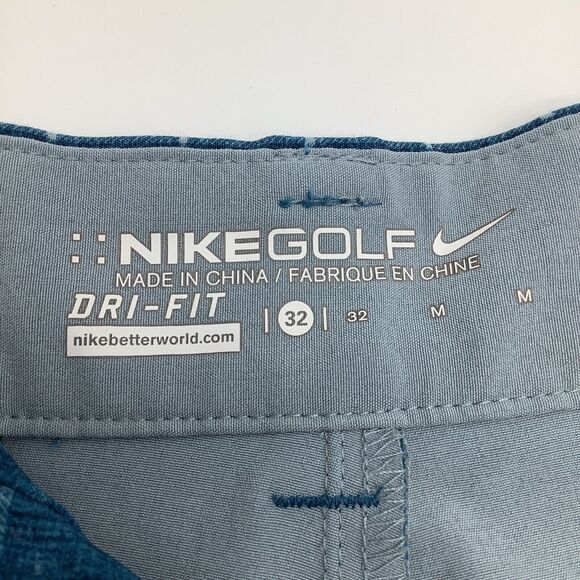 NIKEGOLF
MADE IN CHINA / FABRIQUE EN CHINE
DRI-FIT
nikebetterworld.com
| 32 | 32 M M